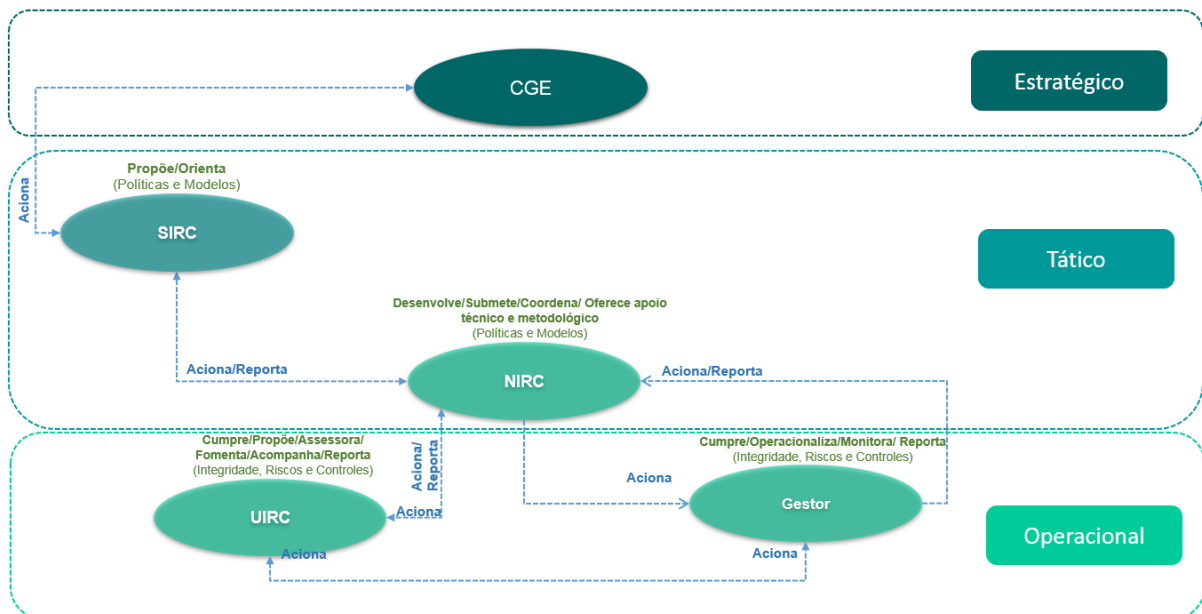 CGE
Estratégico
Propõe/Orienta
(Políticas e Modelos)
Aciona
SIRC
Tático
Desenvolve/Submete/Coordena/ Oferece apoio
técnico e metodológico
(Políticas e Modelos)
Aciona/Reporta
NIRC
Aciona/Reporta
Cumpre/Propõe/Assessora/
Fomenta/Acompanha/Reporta
(Integridade, Riscos e Controles)
Aciona/
Reporta
Cumpre/Operacionaliza/Monitora/ Reporta
(Integridade, Riscos e Controles)
Aciona
UIRC
Aciona
Gestor
Operacional
Aciona
Aciona